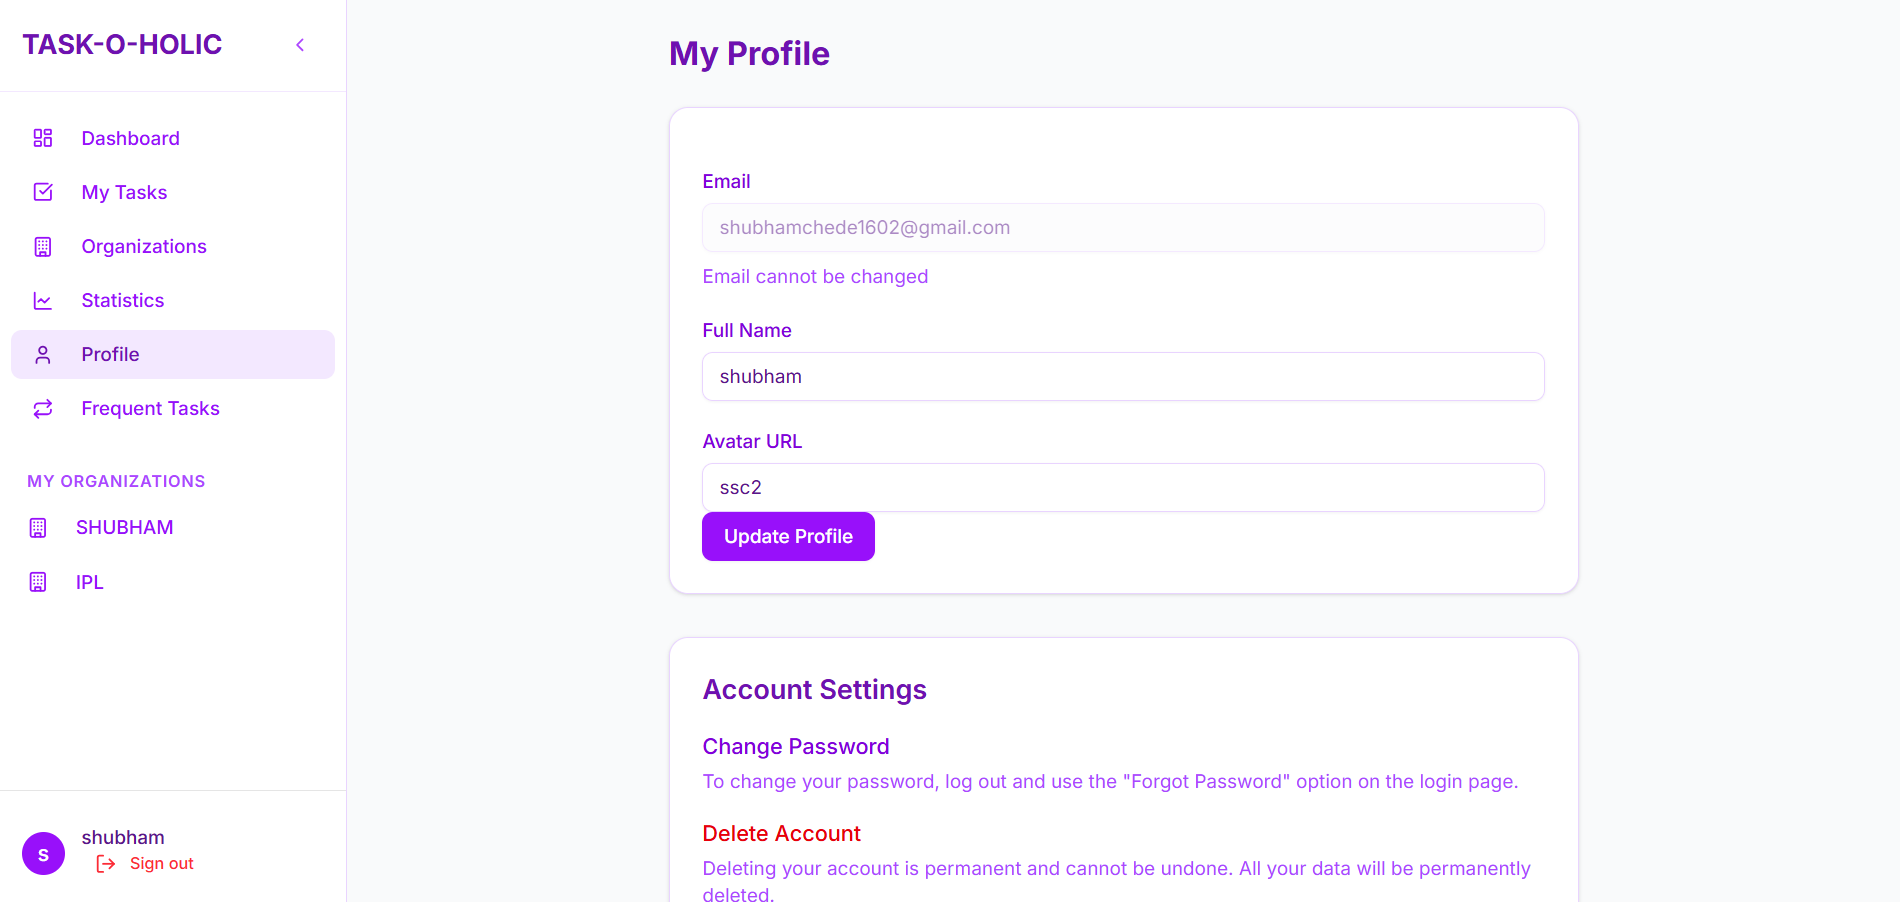 TASK-O-HOLIC
Dashboard
My Tasks
Organizations
Statistics
Profile
Frequent Tasks
MY ORGANIZATIONS
SHUBHAM
IPL
s
shubham
Sign out
My Profile
Email
shubhamchede1602@gmail.com
Email cannot be changed
Full Name
shubham
Avatar URL
ssc2
Update Profile
Account Settings
Change Password
To change your password, log out and use the "Forgot Password" option on the login page.
Delete Account
Deleting your account is permanent and cannot be undone. All your data will be permanently
deleted.